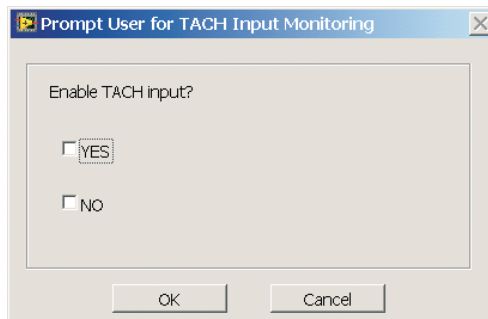 Prompt User for TACH Input Monitoring
Enable TACH input?
YES
NO
OK Cancel